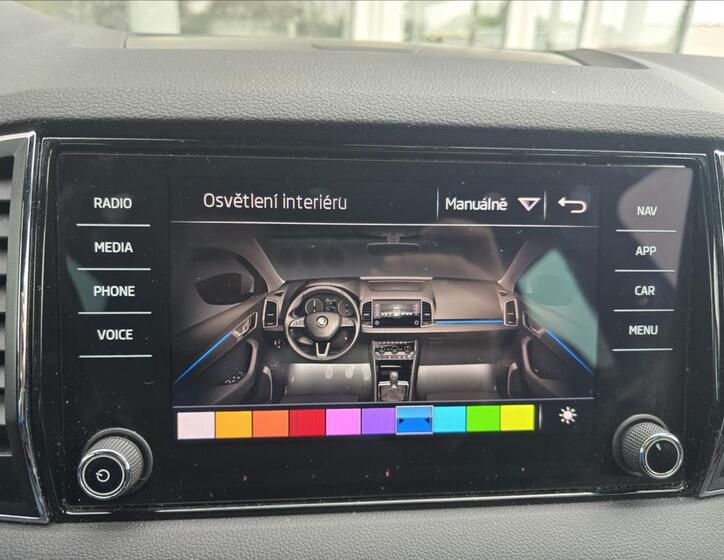 Osvětlení interiéru
Manuálně
RADIO
MEDIA
PHONE
VOICE
NAV
APP
CAR
MENU